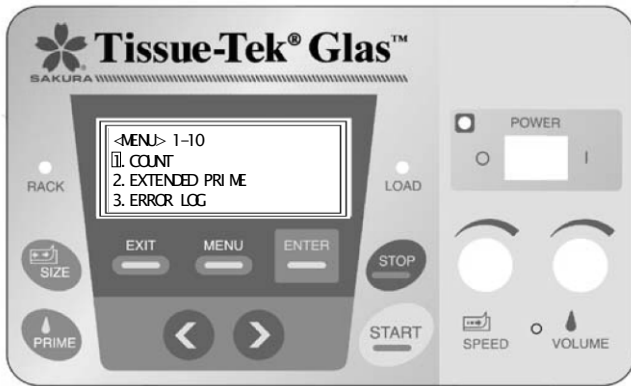 Tissue-Tek® Glas™
SAKURA
<MENU> 1-10
1. COUNT
2. EXTENDED PRIME
3. ERROR LOG
RACK
LOAD
POWER
O I
EXIT MENU ENTER
SIZE
STOP
PRIME
< >
START
SPEED
VOLUME